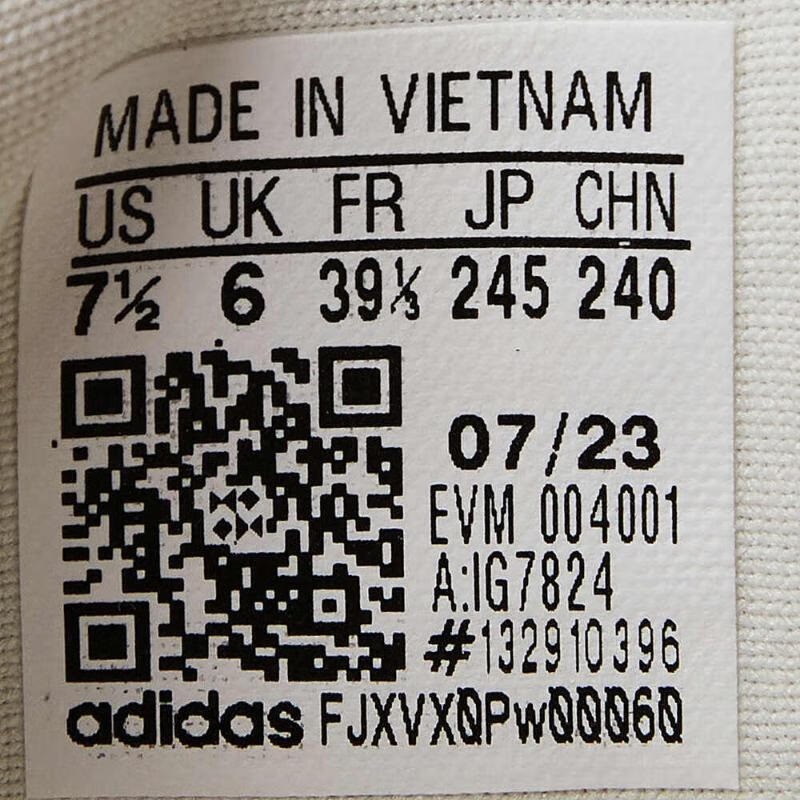 MADE IN VIETNAM
US UK FR JP CHN
7½ 6 39⅓ 245 240
07/23
EVM 004001
A:IG7824
#132910396
adidas FJXVX0Pw00060